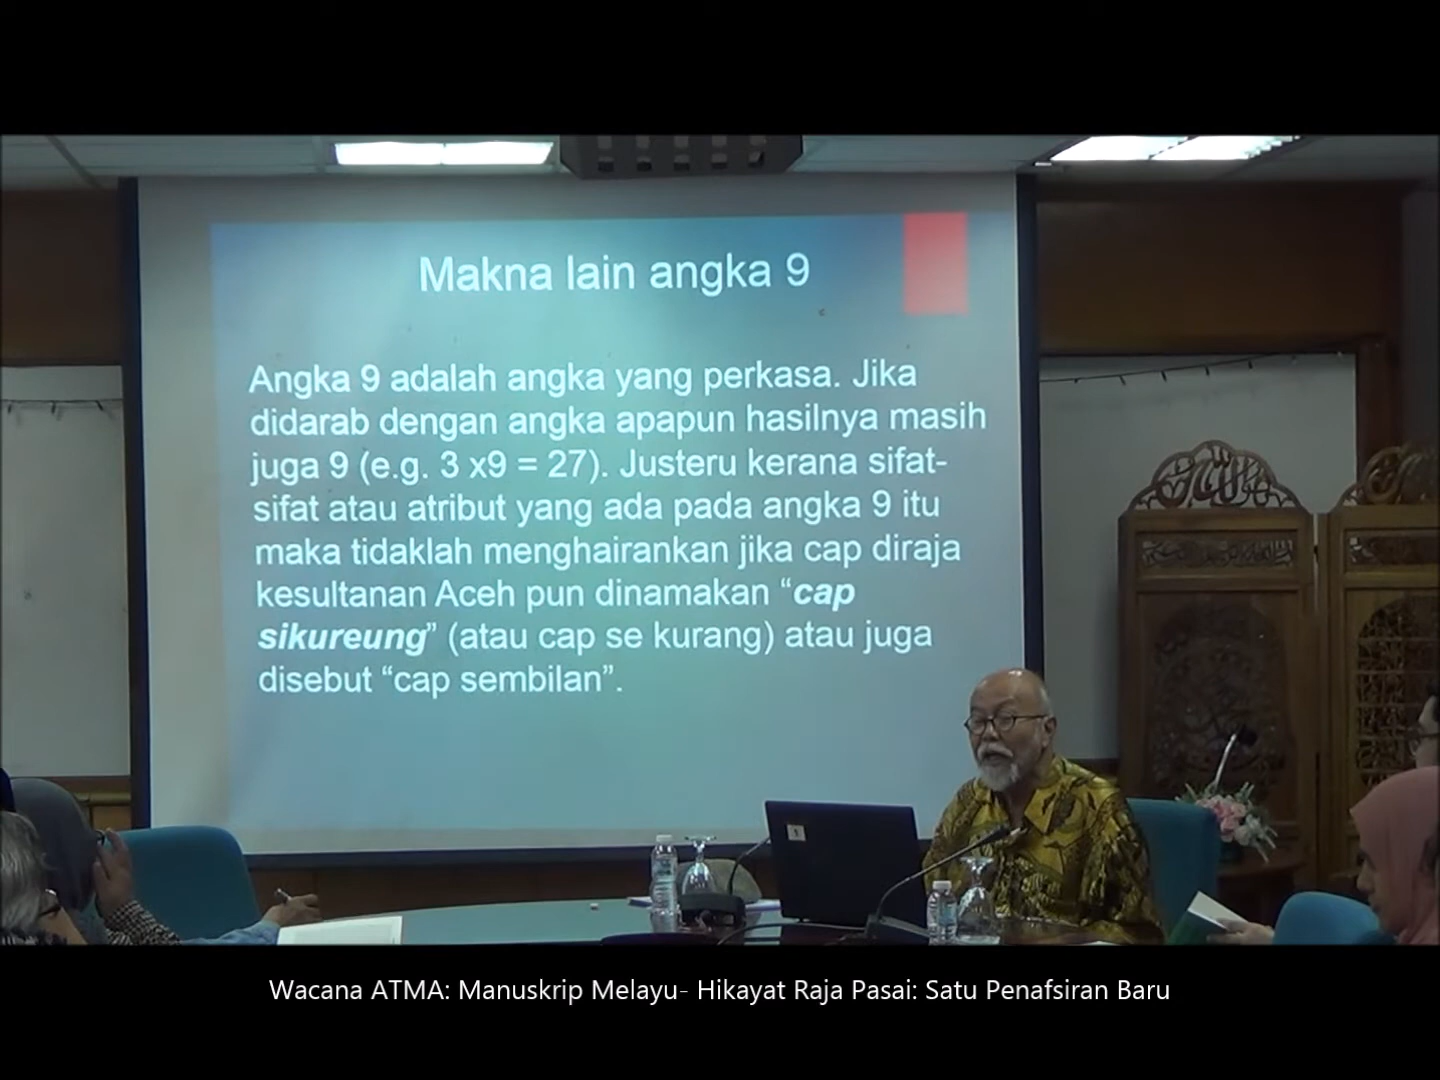 Makna lain angka 9
Angka 9 adalah angka yang perkasa. Jika
didarab dengan angka apapun hasilnya masih
juga 9 (e.g. 3 x9 = 27). Justeru kerana sifat-
sifat atau atribut yang ada pada angka 9 itu
maka tidaklah menghairankan jika cap diraja
kesultanan Aceh pun dinamakan “cap
sikureung” (atau cap se kurang) atau juga
disebut “cap sembilan”.
Wacana ATMA: Manuskrip Melayu- Hikayat Raja Pasai: Satu Penafsiran Baru